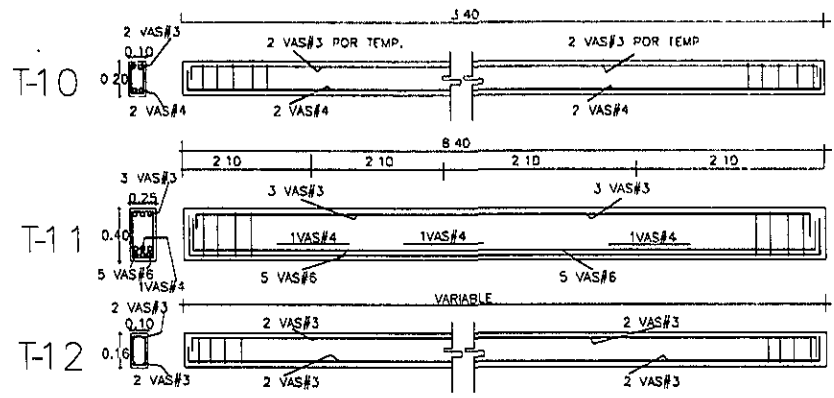 3.40
2 VAS#3
0.10
2 VAS#3 POR TEMP.
2 VAS#3 POR TEMP
T-10
0.20
2 VAS#4
2 VAS#4
2 VAS#4
8.40
2 10
2 10
2 10
2 10
3 VAS#3
0.25
3 VAS#3
3 VAS#3
T-11
0.40
1VAS#4
1VAS#4
1VAS#4
5 VAS#6
1VAS#4
5 VAS#6
5 VAS#6
2 VAS#3
0.10
VARIABLE
2 VAS#3
2 VAS#3
T-12
0.16
2 VAS#3
2 VAS#3
2 VAS#3